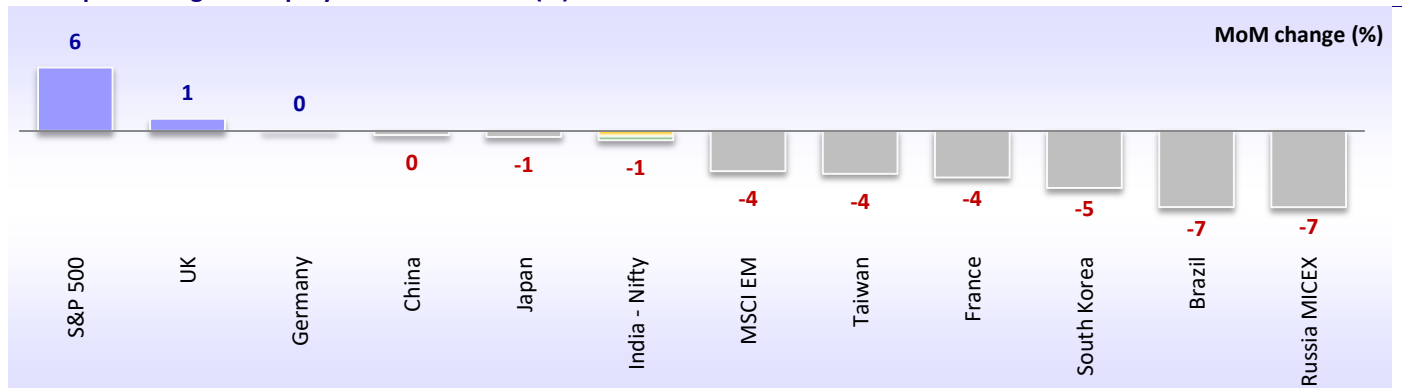 MoM change (%)
6
1
0
0
-1
-1
-4
-4
-4
-5
-7
-7
S&P 500
UK
Germany
China
Japan
India - Nifty
MSCI EM
Taiwan
France
South Korea
Brazil
Russia MICEX